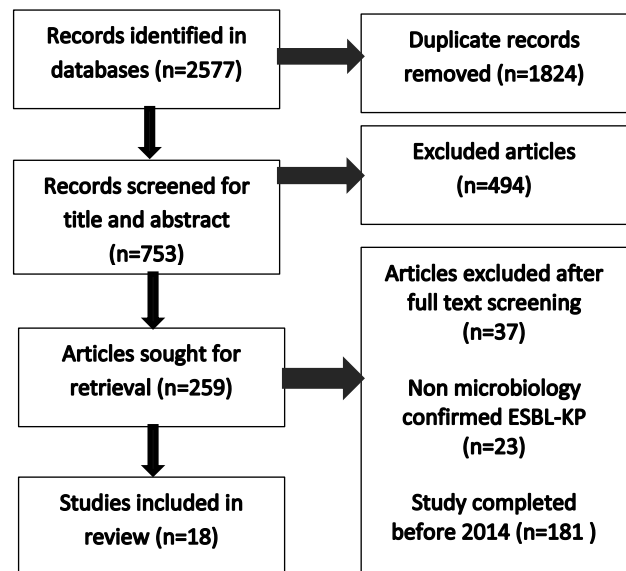 Records identified in
databases (n=2577)
Duplicate records
removed (n=1824)
Records screened for
title and abstract
(n=753)
Excluded articles
(n=494)
Articles sought for
retrieval (n=259)
Articles excluded after
full text screening
(n=37)
Non microbiology
confirmed ESBL-KP
(n=23)
Study completed
before 2014 (n=181 )
Studies included in
review (n=18)